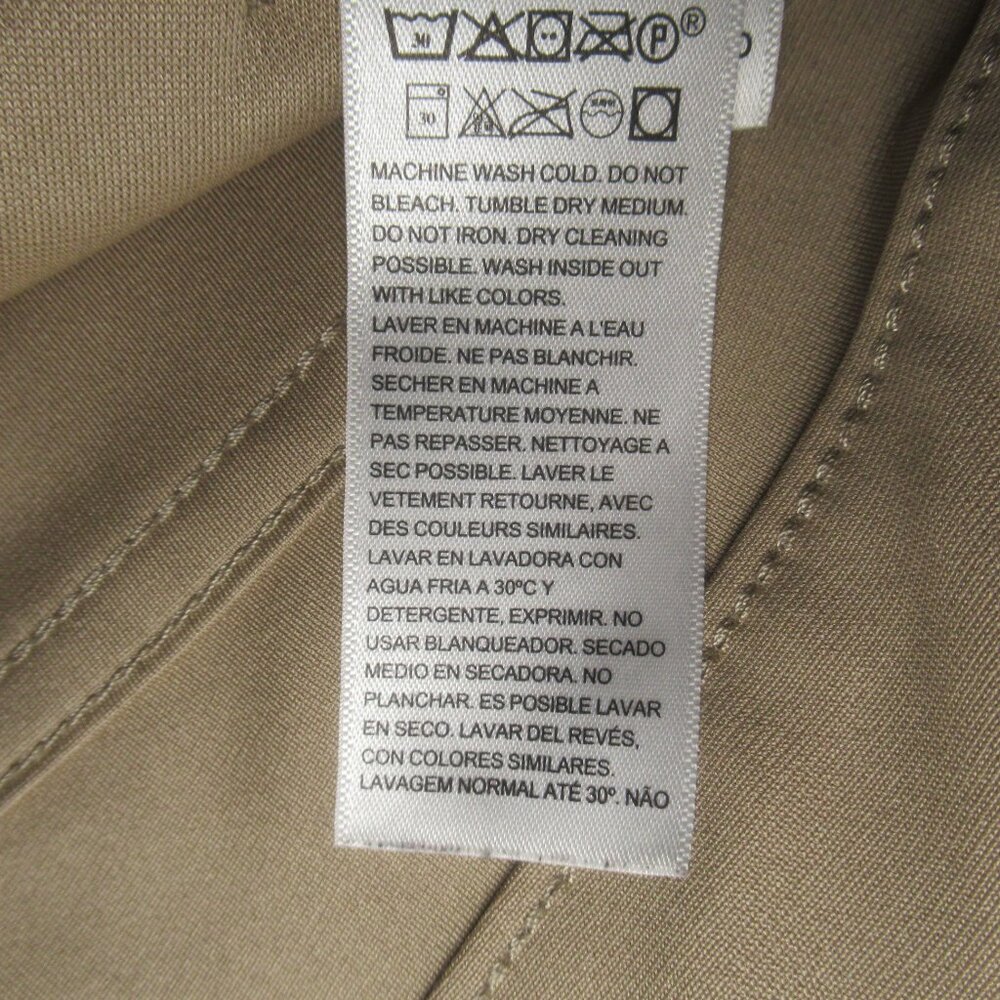 30 P ®
30
MACHINE WASH COLD. DO NOT
BLEACH. TUMBLE DRY MEDIUM.
DO NOT IRON. DRY CLEANING
POSSIBLE. WASH INSIDE OUT
WITH LIKE COLORS.
LAVER EN MACHINE A L'EAU
FROIDE. NE PAS BLANCHIR.
SECHER EN MACHINE A
TEMPERATURE MOYENNE. NE
PAS REPASSER. NETTOYAGE A
SEC POSSIBLE. LAVER LE
VETEMENT RETOURNE, AVEC
DES COULEURS SIMILAIRES.
LAVAR EN LAVADORA CON
AGUA FRIA A 30ºC Y
DETERGENTE, EXPRIMIR. NO
USAR BLANQUEADOR. SECADO
MEDIO EN SECADORA. NO
PLANCHAR. ES POSIBLE LAVAR
EN SECO. LAVAR DEL REVÉS,
CON COLORES SIMILARES.
LAVAGEM NORMAL ATÉ 30º. NÃO